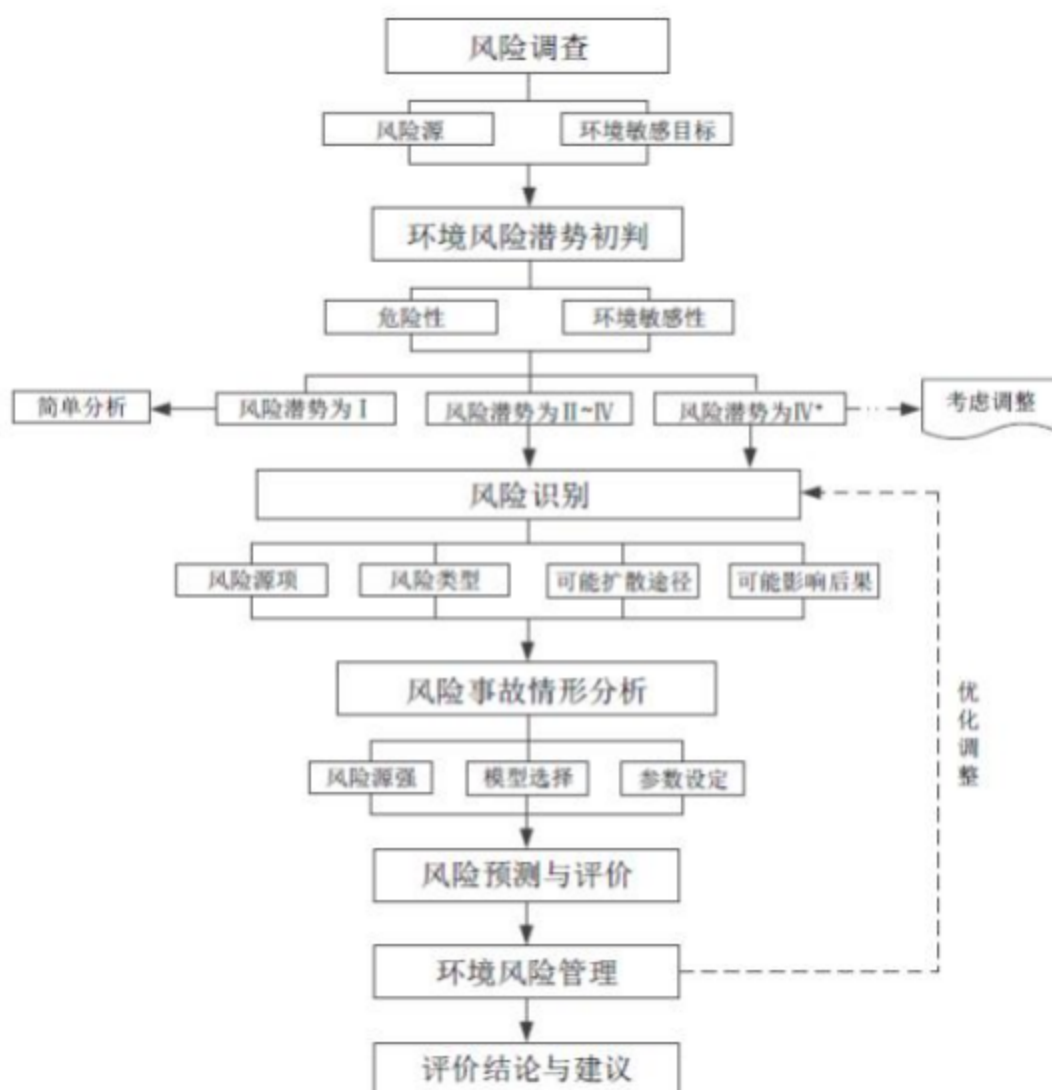 风险调查
风险源
环境敏感目标
环境风险潜势初判
危险性
环境敏感性
简单分析
风险潜势为Ⅰ
风险潜势为Ⅱ~Ⅳ
风险潜势为Ⅳ+
考虑调整
风险识别
风险源项
风险类型
可能扩散途径
可能影响后果
风险事故情形分析
优化调整
风险源强
模型选择
参数设定
风险预测与评价
环境风险管理
评价结论与建议